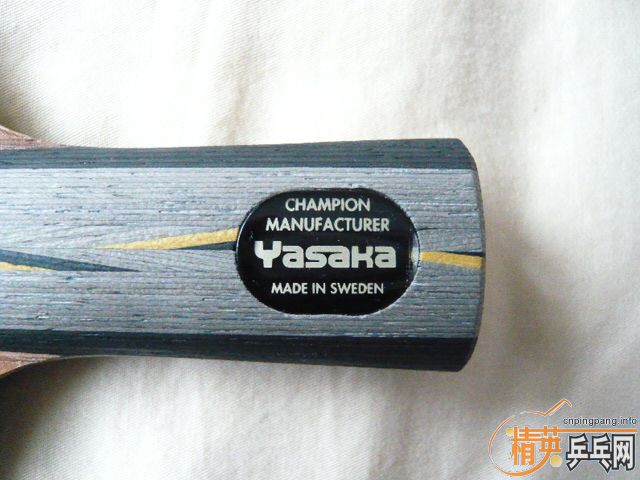 CHAMPION
MANUFACTURER
Yasaka
MADE IN SWEDEN
cnpingpang.info
精英乒乓网